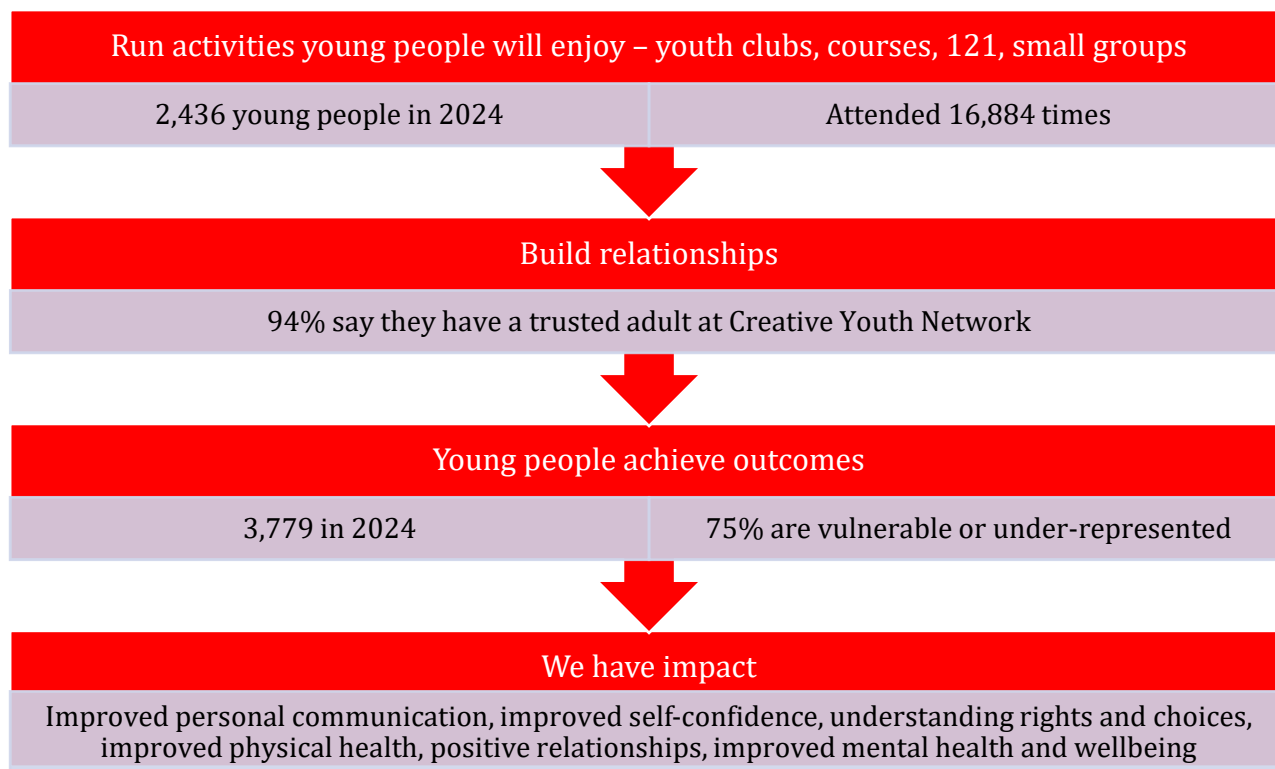 Run activities young people will enjoy – youth clubs, courses, 121, small groups
2,436 young people in 2024
Attended 16,884 times
Build relationships
94% say they have a trusted adult at Creative Youth Network
Young people achieve outcomes
3,779 in 2024
75% are vulnerable or under-represented
We have impact
Improved personal communication, improved self-confidence, understanding rights and choices,
improved physical health, positive relationships, improved mental health and wellbeing